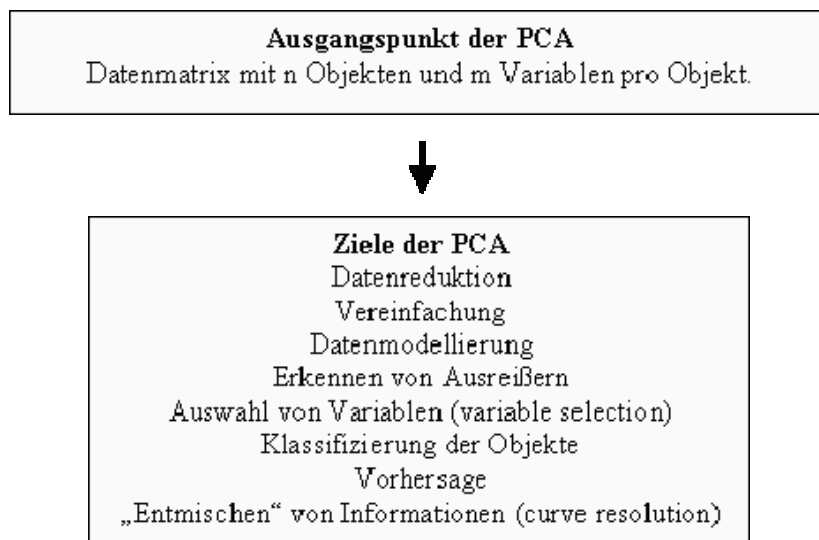 Ausgangspunkt der PCA
Datenmatrix mit n Objekten und m Variablen pro Objekt.
Ziele der PCA
Datenreduktion
Vereinfachung
Datenmodellierung
Erkennen von Ausreißern
Auswahl von Variablen (variable selection)
Klassifizierung der Objekte
Vorhersage
„Entmischen“ von Informationen (curve resolution)